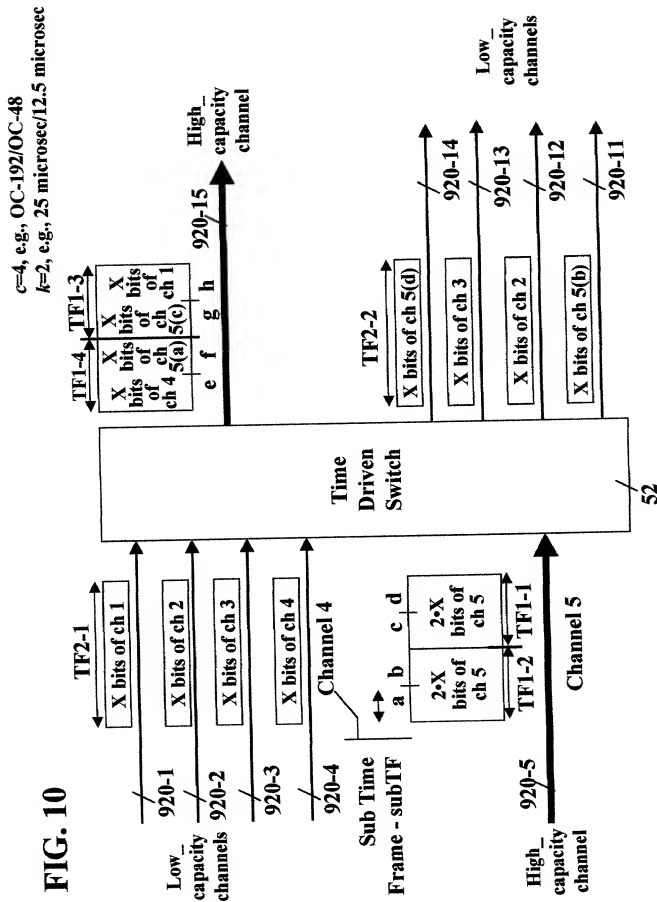 FIG. 10
c=4, e.g., OC-192/OC-48
k=2, e.g., 25 microsec/12.5 microsec
TF2-1
X bits of ch 1
X bits of ch 2
X bits of ch 3
X bits of ch 4
920-1
920-2
920-3
920-4
Low_
capacity
channels
Channel 4
Sub Time
Frame - subTF
a b c d
2•X
bits of
ch 5
2•X
bits of
ch 5
TF1-2 TF1-1
920-5
Channel 5
High_
capacity
channel
Time
Driven
Switch
52
TF1-4 TF1-3
X
bits
of
ch 4
X
bits
of
ch
5(a)
X
bits
of
ch
5(c)
X
bits
of
ch 1
e f g h
920-15
High_
capacity
channel
TF2-2
X bits of ch 5(d)
X bits of ch 3
X bits of ch 2
X bits of ch 5(b)
920-14
920-13
920-12
920-11
Low_
capacity
channels